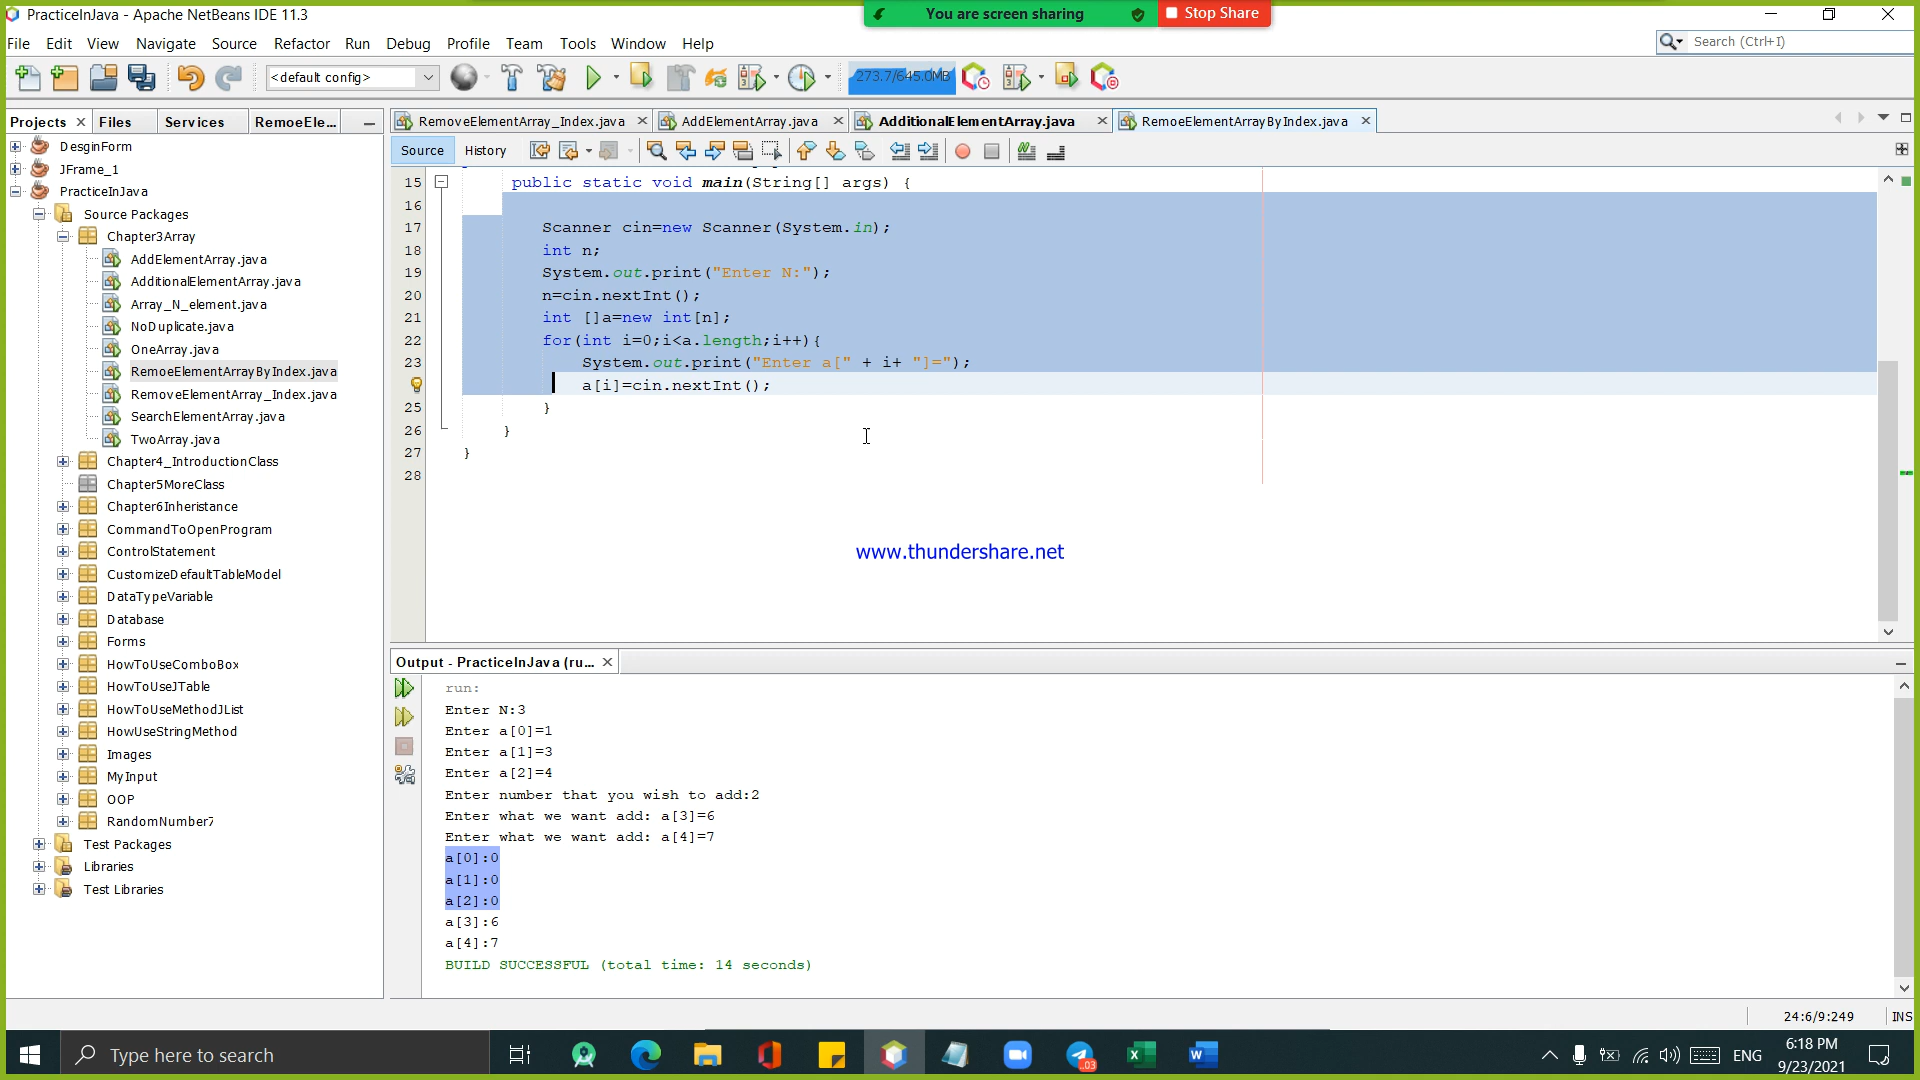 PracticeInJava - Apache NetBeans IDE 11.3
You are screen sharing
Stop Share
File Edit View Navigate Source Refactor Run Debug Profile Team Tools Window Help
Search (Ctrl+I)
<default config>
273.7/645.0MB
Projects Files Services RemoeEle...
RemoveElementArray_Index.java AddElementArray.java AdditionalElementArray.java RemoeElementArrayByIndex.java
Source History
DesginForm
JFrame_1
PracticeInJava
Source Packages
Chapter3Array
AddElementArray.java
AdditionalElementArray.java
Array_N_element.java
NoDuplicate.java
OneArray.java
RemoeElementArrayByIndex.java
RemoveElementArray_Index.java
SearchElementArray.java
TwoArray.java
Chapter4_IntroductionClass
Chapter5MoreClass
Chapter6Inheristance
CommandToOpenProgram
ControlStatement
CustomizeDefaultTableModel
DataTypeVariable
Database
Forms
HowToUseComboBox
HowToUseJTable
HowToUseMethodJList
HowUseStringMethod
Images
MyInput
OOP
RandomNumber7
Test Packages
Libraries
Test Libraries
15 public static void main(String[] args) {
16
17 Scanner cin=new Scanner(System.in);
18 int n;
19 System.out.print("Enter N:");
20 n=cin.nextInt();
21 int []a=new int[n];
22 for(int i=0;i<a.length;i++){
23 System.out.print("Enter a[" + i+ "]=");
a[i]=cin.nextInt();
25 }
26 }
27 }
28
www.thundershare.net
Output - PracticeInJava (ru...
run:
Enter N:3
Enter a[0]=1
Enter a[1]=3
Enter a[2]=4
Enter number that you wish to add:2
Enter what we want add: a[3]=6
Enter what we want add: a[4]=7
a[0]:0
a[1]:0
a[2]:0
a[3]:6
a[4]:7
BUILD SUCCESSFUL (total time: 14 seconds)
24:6/9:249 INS
Type here to search
.03
ENG
6:18 PM
9/23/2021